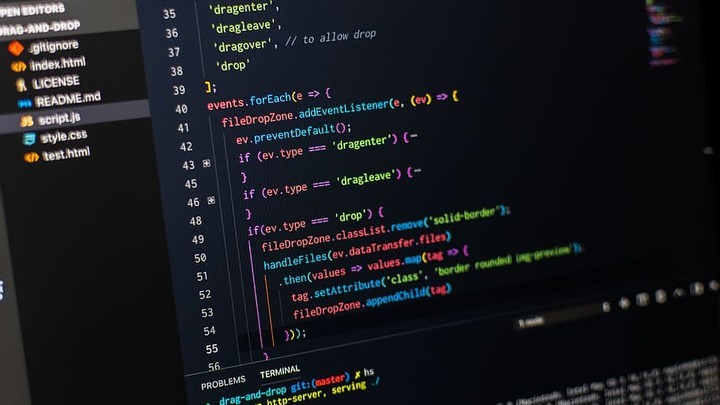 OPEN EDITORS
DRAG-AND-DROP
.gitignore
index.html
LICENSE
README.md
JS script.js
style.css
test.html
35 'dragenter',
36 'dragleave',
37 'dragover', // to allow drop
38 'drop'
39 ];
40 events.forEach(e => {
41 fileDropZone.addEventListener(e, (ev) => {
42 ev.preventDefault();
43 if (ev.type === 'dragenter') {⋯
45 }
46 if (ev.type === 'dragleave') {⋯
48 }
49 if(ev.type === 'drop') {
50 fileDropZone.classList.remove('solid-border');
51 handleFiles(ev.dataTransfer.files)
52 .then(values => values.map(tag => {
53 tag.setAttribute('class', 'border rounded img-preview');
54 fileDropZone.appendChild(tag)
55 }));
56 }
PROBLEMS TERMINAL
drag-and-drop git:(master) ✗ hs
http-server, serving ./